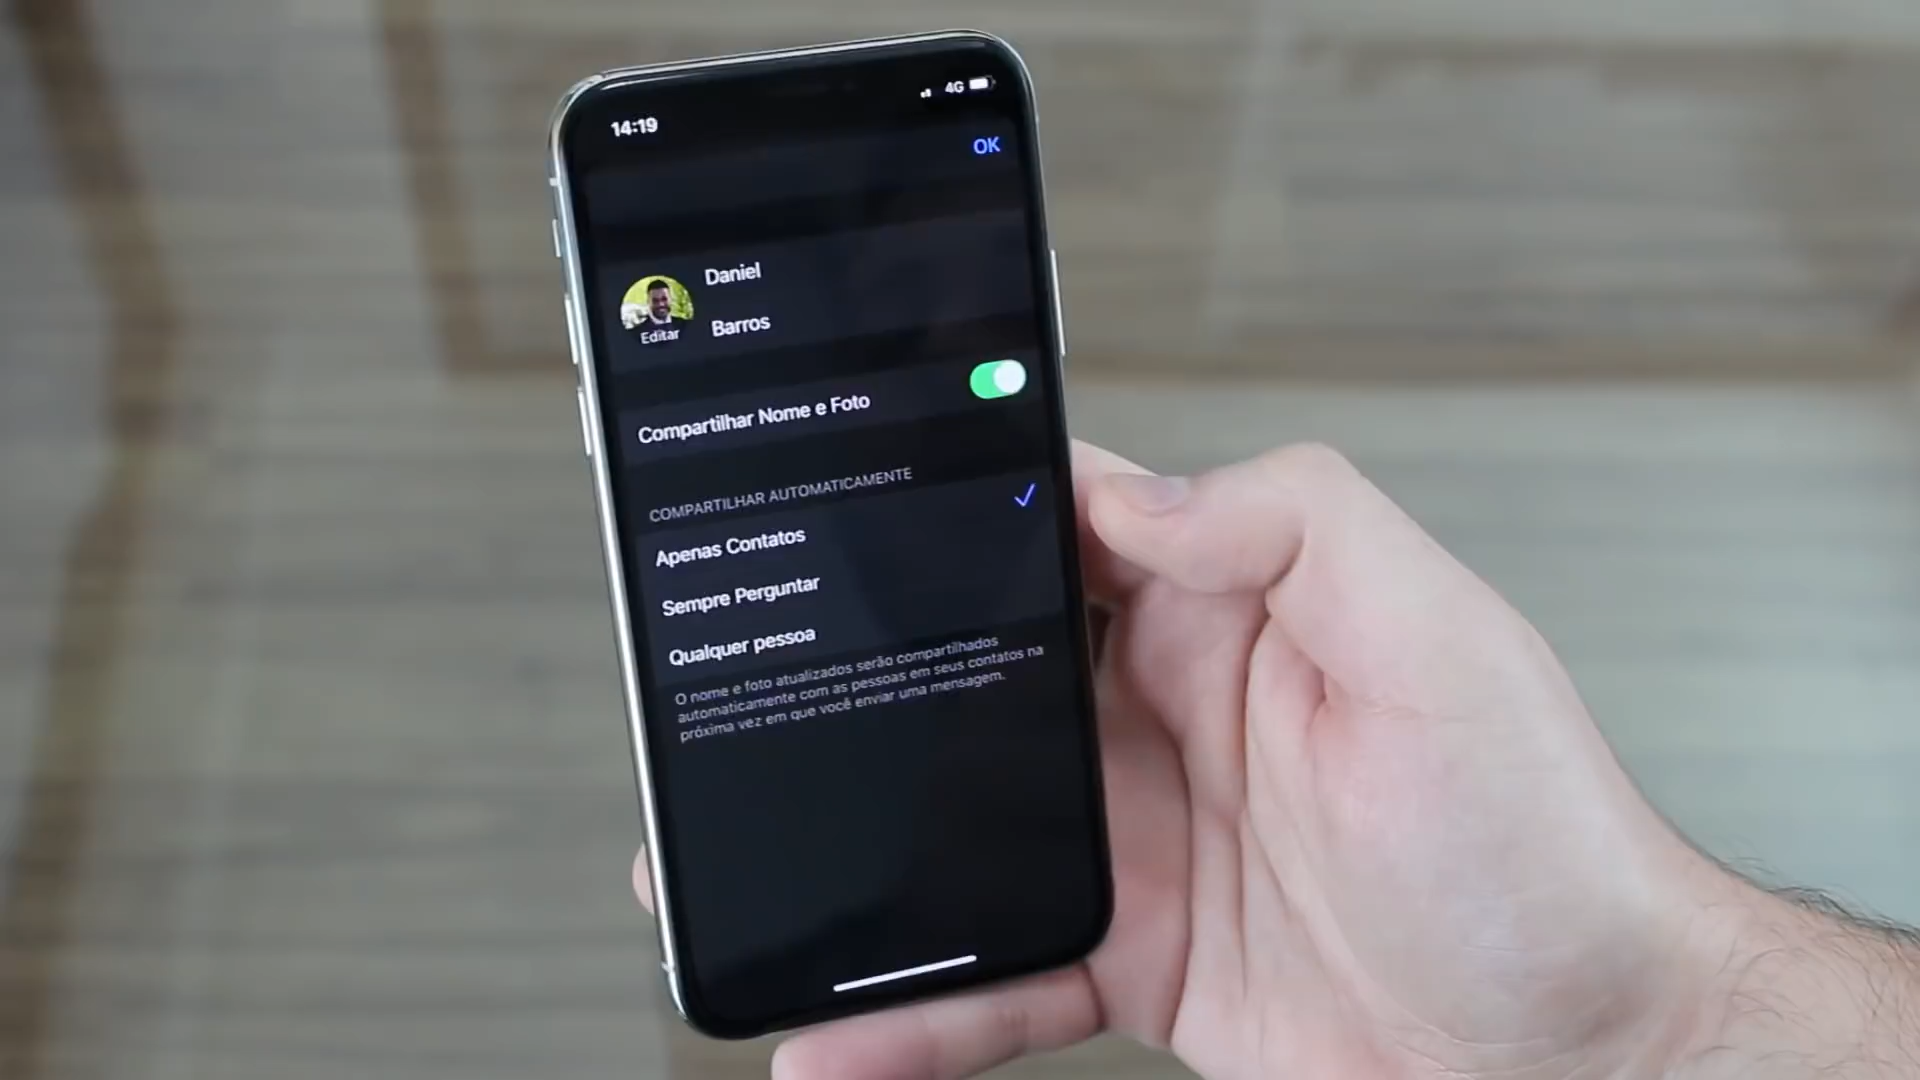 14:19
4G
OK
Daniel
Barros
Editar
Compartilhar Nome e Foto
COMPARTILHAR AUTOMATICAMENTE
Apenas Contatos
Sempre Perguntar
Qualquer pessoa
O nome e foto atualizados serão compartilhados
automaticamente com as pessoas em seus contatos na
próxima vez em que você enviar uma mensagem.